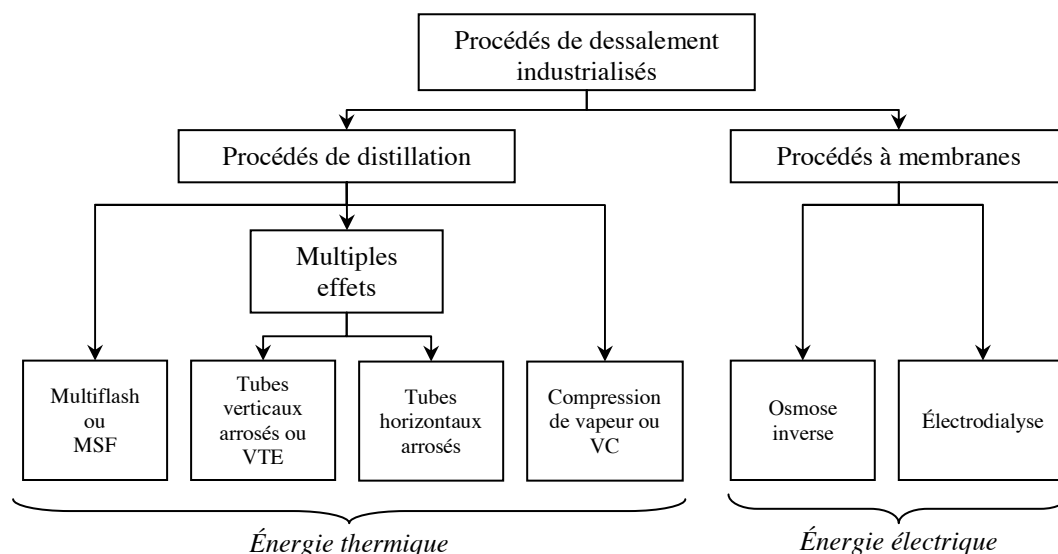 Procédés de dessalement
industrialisés
Procédés de distillation
Procédés à membranes
Multiples
effets
Multiflash
ou
MSF
Tubes
verticaux
arrosés ou
VTE
Tubes
horizontaux
arrosés
Compression
de vapeur ou
VC
Osmose
inverse
Électrodialyse
Énergie thermique
Énergie électrique